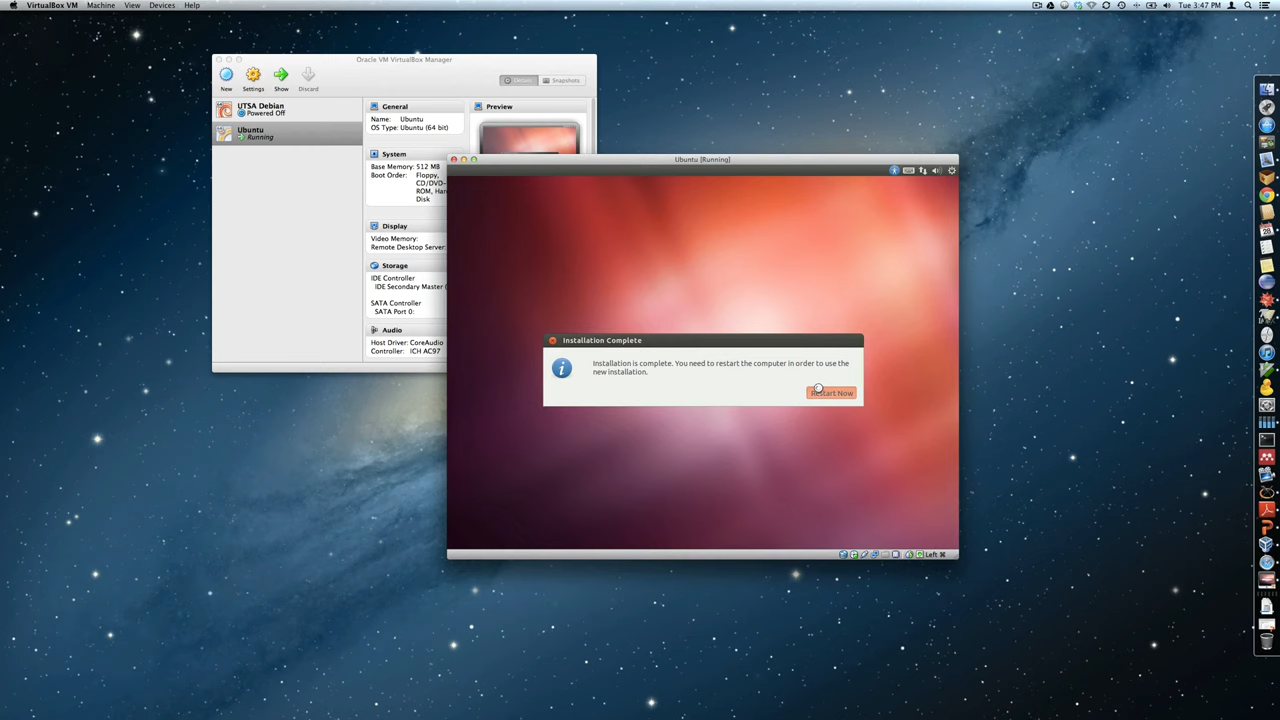 VirtualBox VM Machine View Devices Help
Tue 3:47 PM
Oracle VM VirtualBox Manager
New Settings Show Discard
Details Snapshots
UTSA Debian
Powered Off
Ubuntu
Running
General
Name: Ubuntu
OS Type: Ubuntu (64 bit)
System
Base Memory: 512 MB
Boot Order: Floppy,
CD/DVD-
ROM, Har
Disk
Display
Video Memory:
Remote Desktop Server:
Storage
IDE Controller
IDE Secondary Master (
SATA Controller
SATA Port 0:
Audio
Host Driver: CoreAudio
Controller: ICH AC97
Preview
Ubuntu [Running]
Installation Complete
Installation is complete. You need to restart the computer in order to use the
new installation.
Restart Now
Left ⌘
28